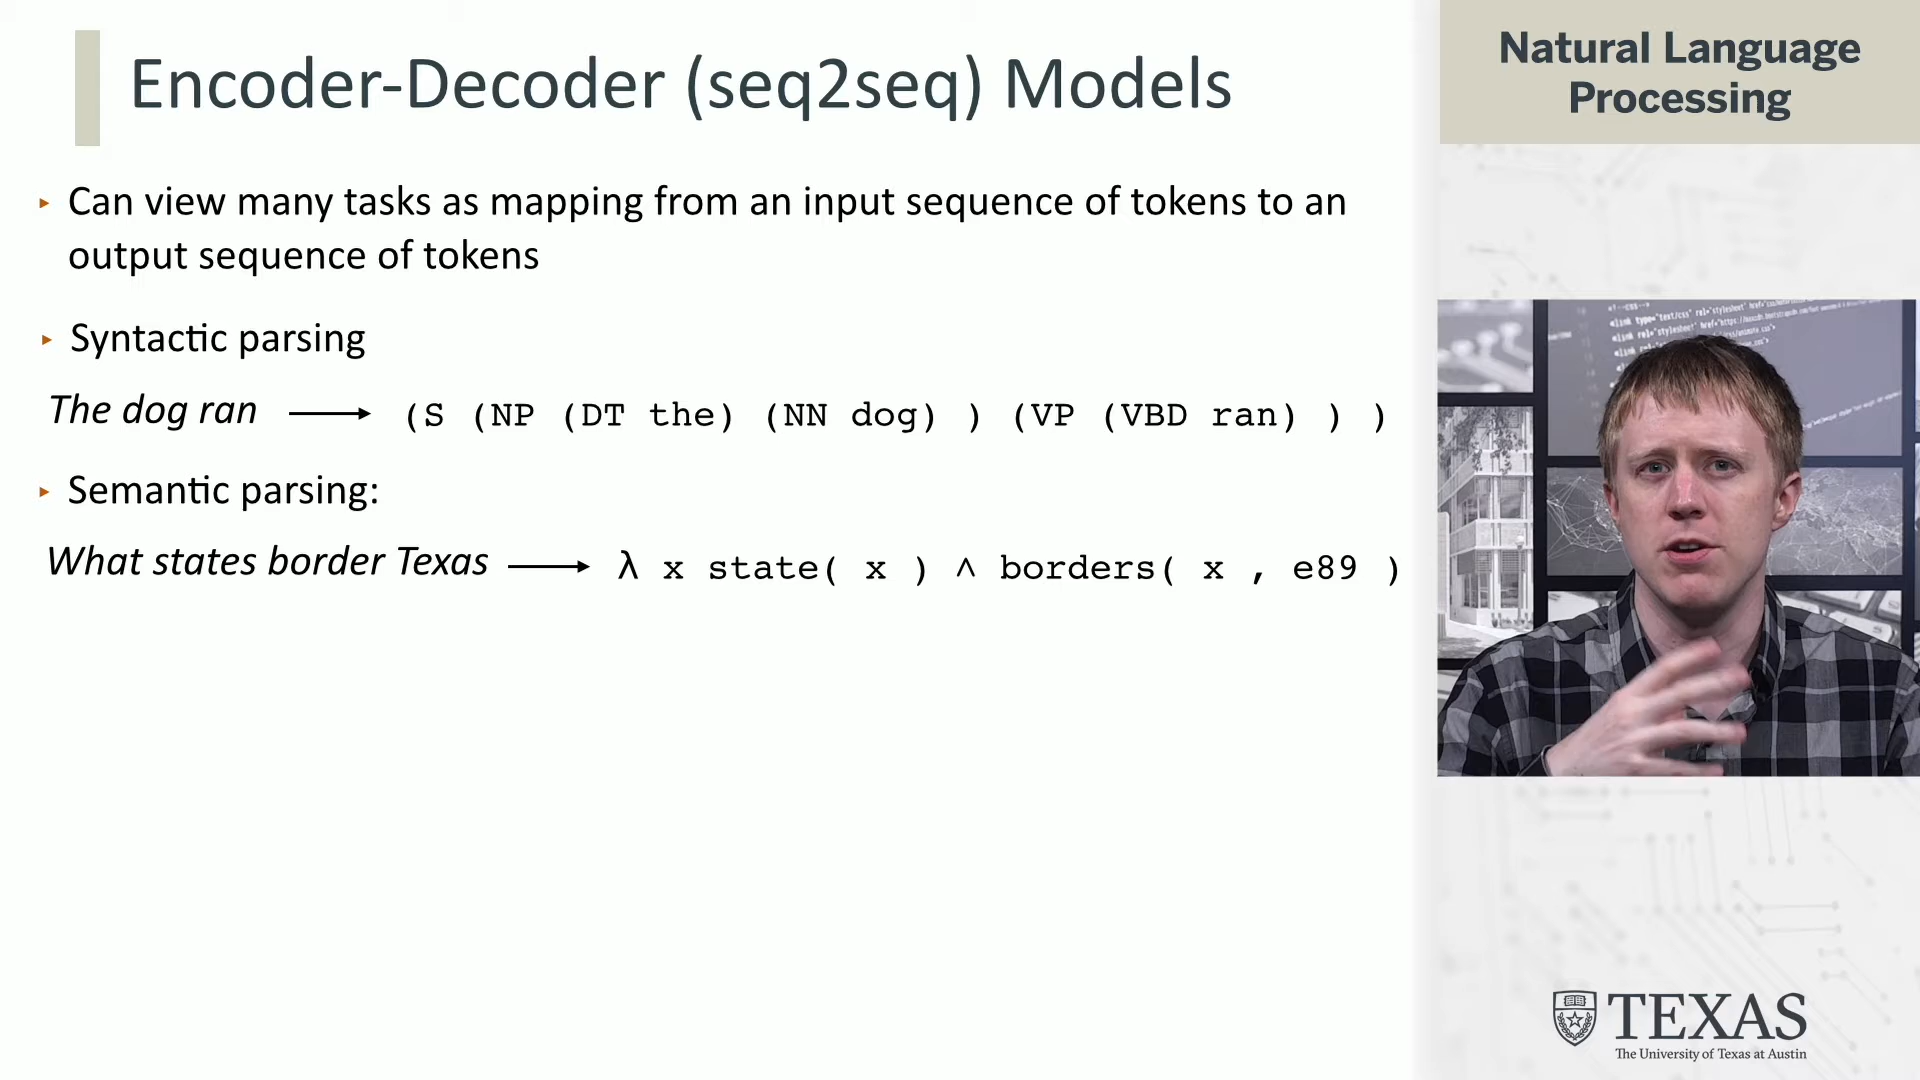 Encoder-Decoder (seq2seq) Models
Natural Language
Processing
‣ Can view many tasks as mapping from an input sequence of tokens to an
output sequence of tokens
‣ Syntactic parsing
The dog ran ⟶ (S (NP (DT the) (NN dog) ) (VP (VBD ran) ) )
‣ Semantic parsing:
What states border Texas ⟶ λ x state( x ) ∧ borders( x , e89 )
TEXAS
The University of Texas at Austin